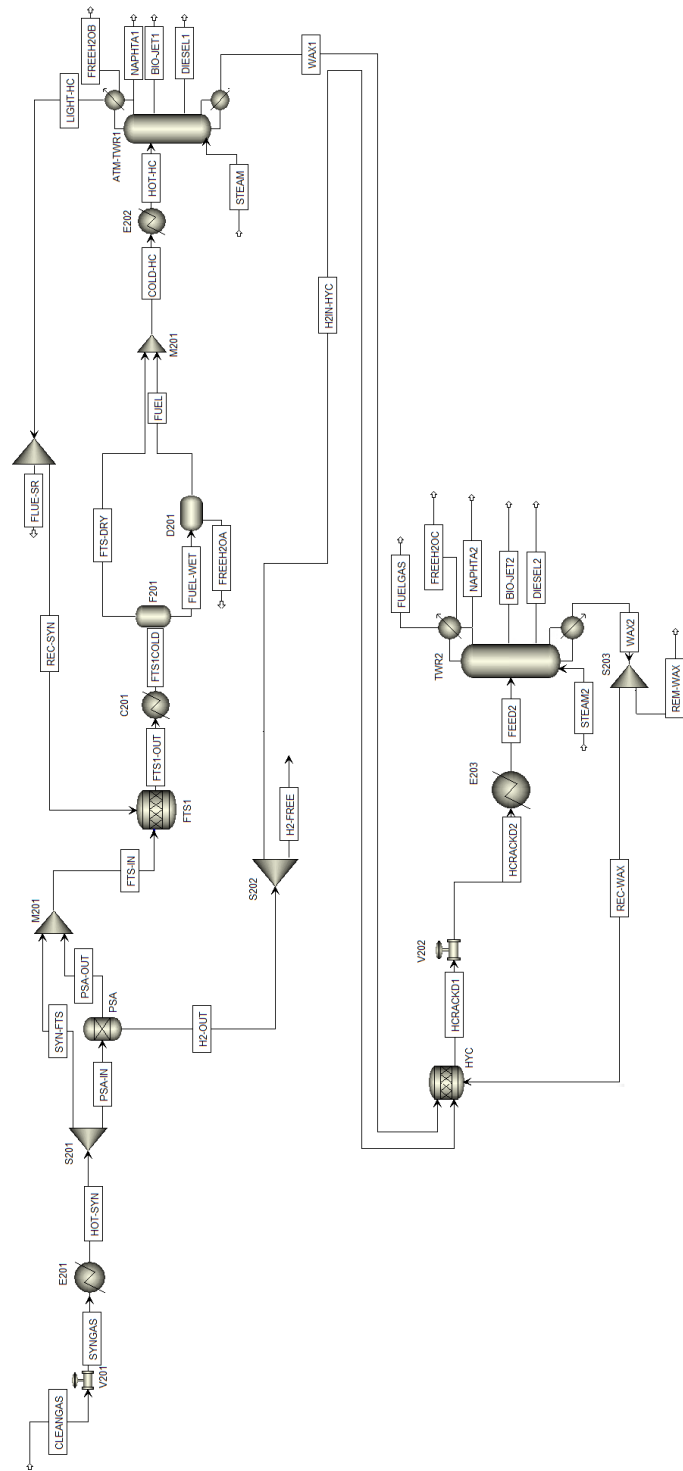 CLEANGAS
V201
SYNGAS
E201
HOT-SYN
S201
SYN-FTS
PSA-IN
PSA
PSA-OUT
H2-OUT
M201
FTS-IN
REC-SYN
FTS1
FTS1-OUT
C201
FTS1COLD
F201
FTS-DRY
FUEL-WET
D201
FREEH2OA
FUEL
M201
COLD-HC
E202
HOT-HC
ATM-TWR1
STEAM
LIGHT-HC
FLUE-SR
FREEH2OB
NAPHTA1
BIO-JET1
DIESEL1
WAX1
S202
H2-FREE
H2IN-HYC
HYC
HCRACKD1
V202
HCRACKD2
E203
FEED2
TWR2
STEAM2
FUELGAS
FREEH2OC
NAPHTA2
BIO-JET2
DIESEL2
WAX2
S203
REM-WAX
REC-WAX